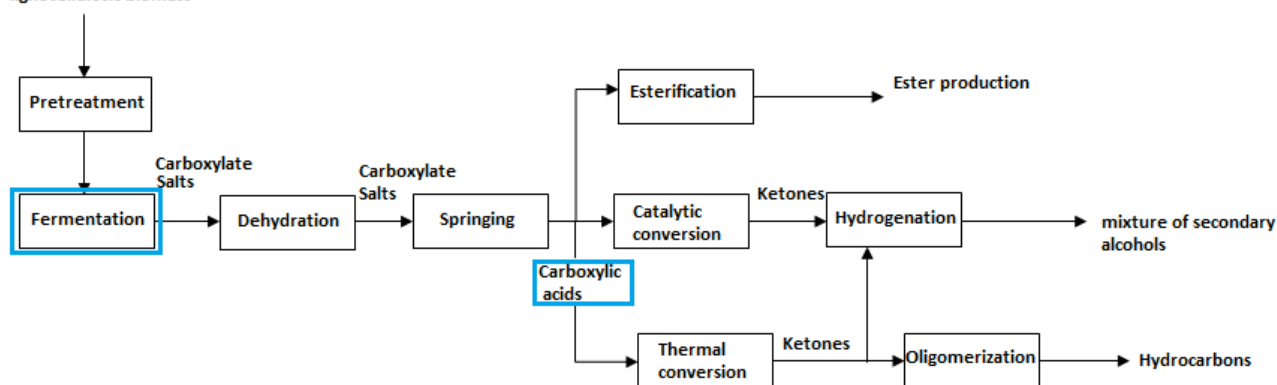 Pretreatment
Esterification
Ester production
Carboxylate
Salts
Carboxylate
Salts
Fermentation
Dehydration
Springing
Catalytic
conversion
Ketones
Hydrogenation
mixture of secondary
alcohols
Carboxylic
acids
Thermal
conversion
Ketones
Oligomerization
Hydrocarbons